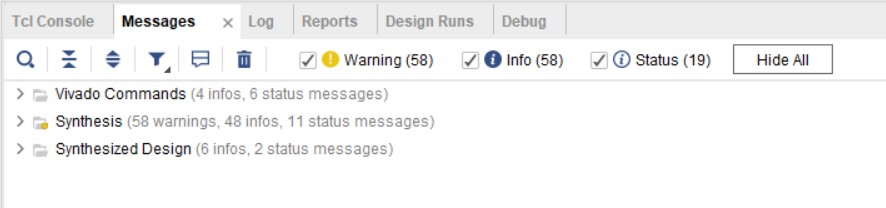 Tcl Console Messages × Log Reports Design Runs Debug
Warning (58) Info (58) Status (19) Hide All
Vivado Commands (4 infos, 6 status messages)
Synthesis (58 warnings, 48 infos, 11 status messages)
Synthesized Design (6 infos, 2 status messages)